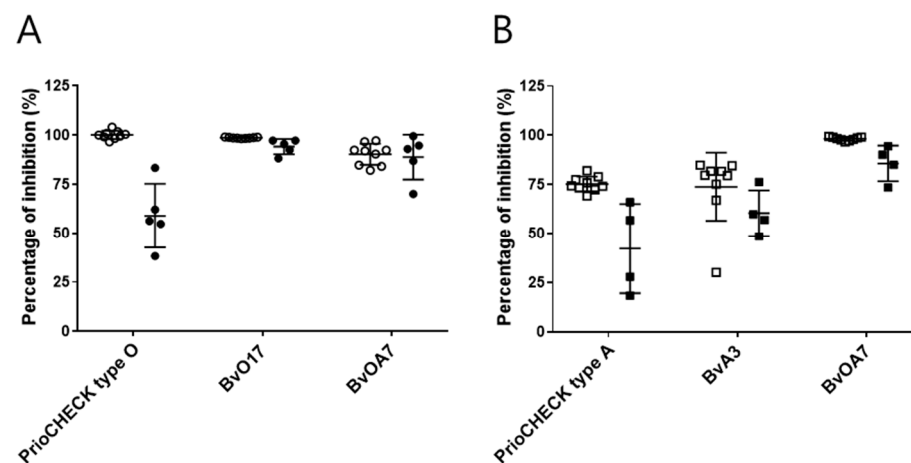 A
Percentage of inhibition (%)
125
100
75
50
25
0
PrioCHECK type O
BvO17
BvOA7
B
Percentage of inhibition (%)
125
100
75
50
25
0
PrioCHECK type A
BvA3
BvOA7